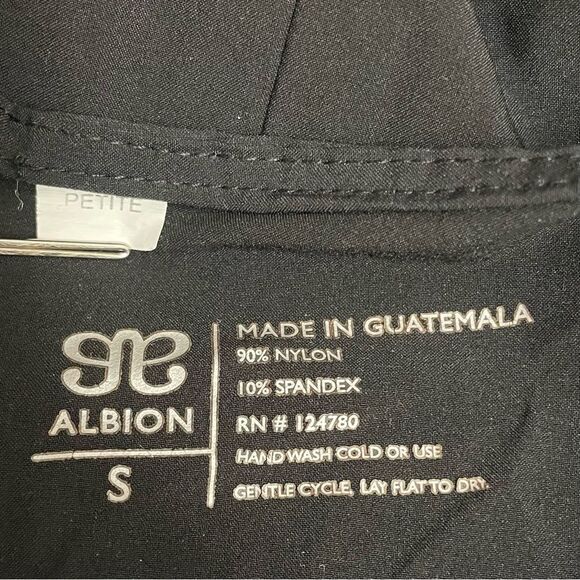 PETITE
MADE IN GUATEMALA
90% NYLON
10% SPANDEX
ALBION
RN # 124780
HAND WASH COLD OR USE
S
GENTLE CYCLE, LAY FLAT TO DRY.